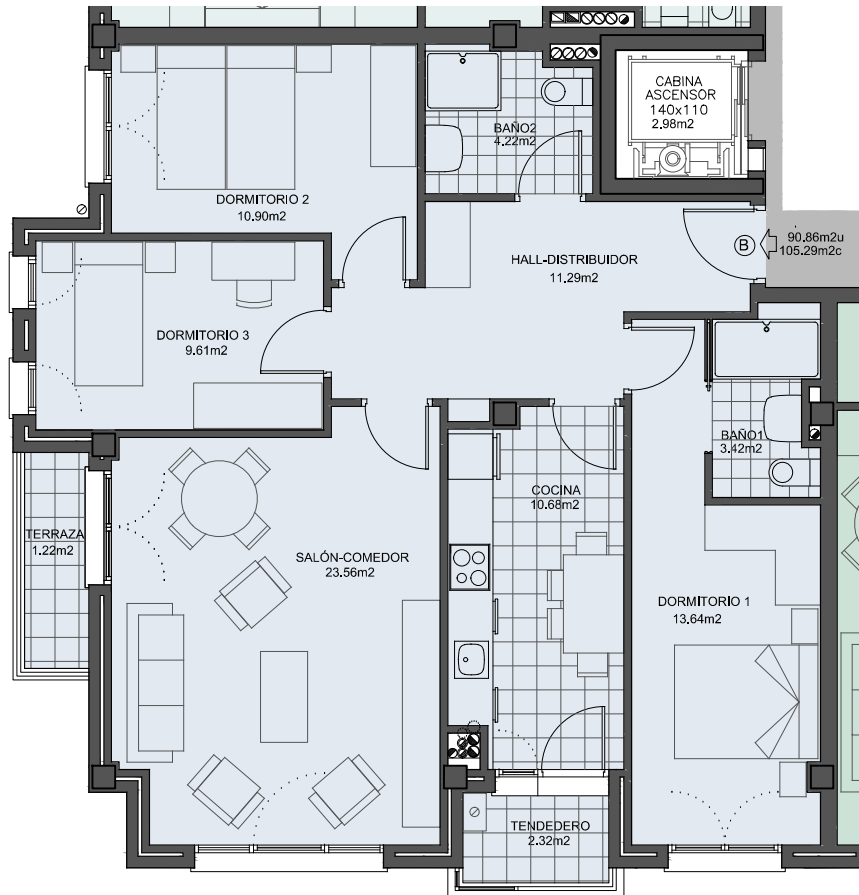 CABINA
ASCENSOR
140x110
2.98m2
BAÑO2
4.22m2
DORMITORIO 2
10.90m2
B
90.86m2u
105.29m2c
HALL-DISTRIBUIDOR
11.29m2
DORMITORIO 3
9.61m2
BAÑO1
3.42m2
COCINA
10.68m2
TERRAZA
1.22m2
SALÓN-COMEDOR
23.56m2
DORMITORIO 1
13.64m2
TENDEDERO
2.32m2